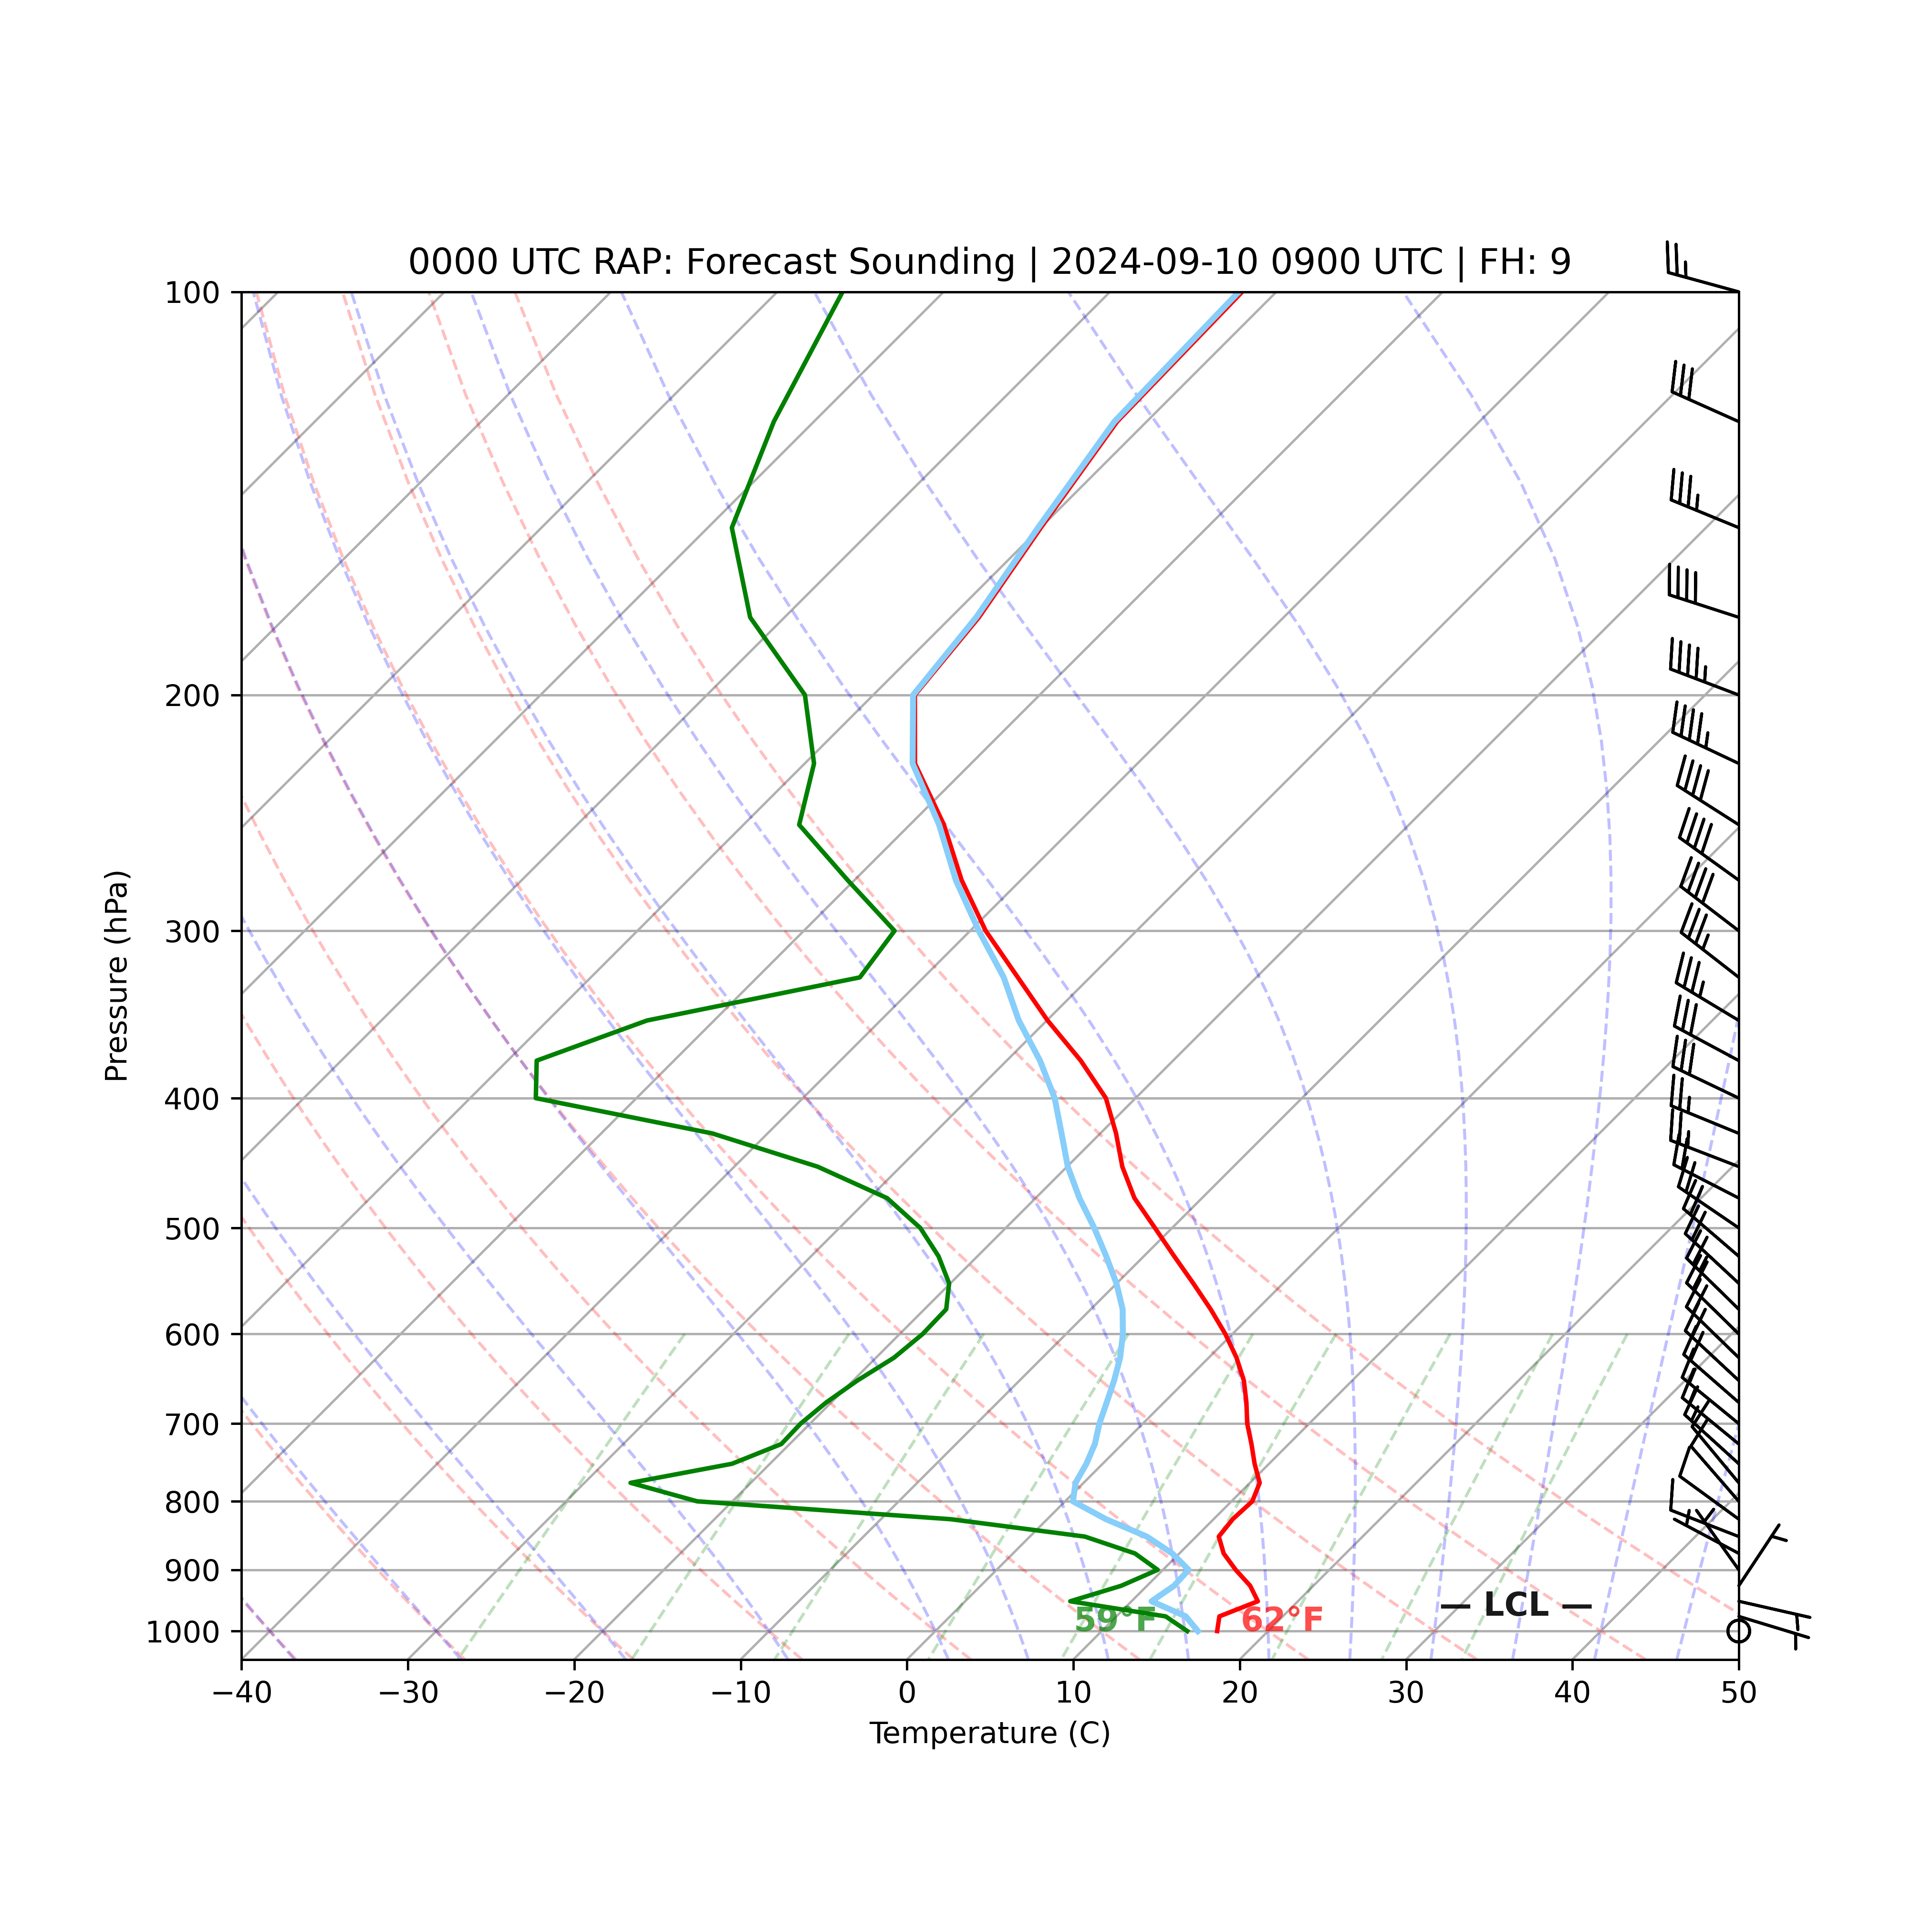 0000 UTC RAP: Forecast Sounding | 2024-09-10 0900 UTC | FH: 9
100
200
300
400
500
600
700
800
900
1000
Pressure (hPa)
59°F
62°F
— LCL —
−40 −30 −20 −10 0 10 20 30 40 50
Temperature (C)